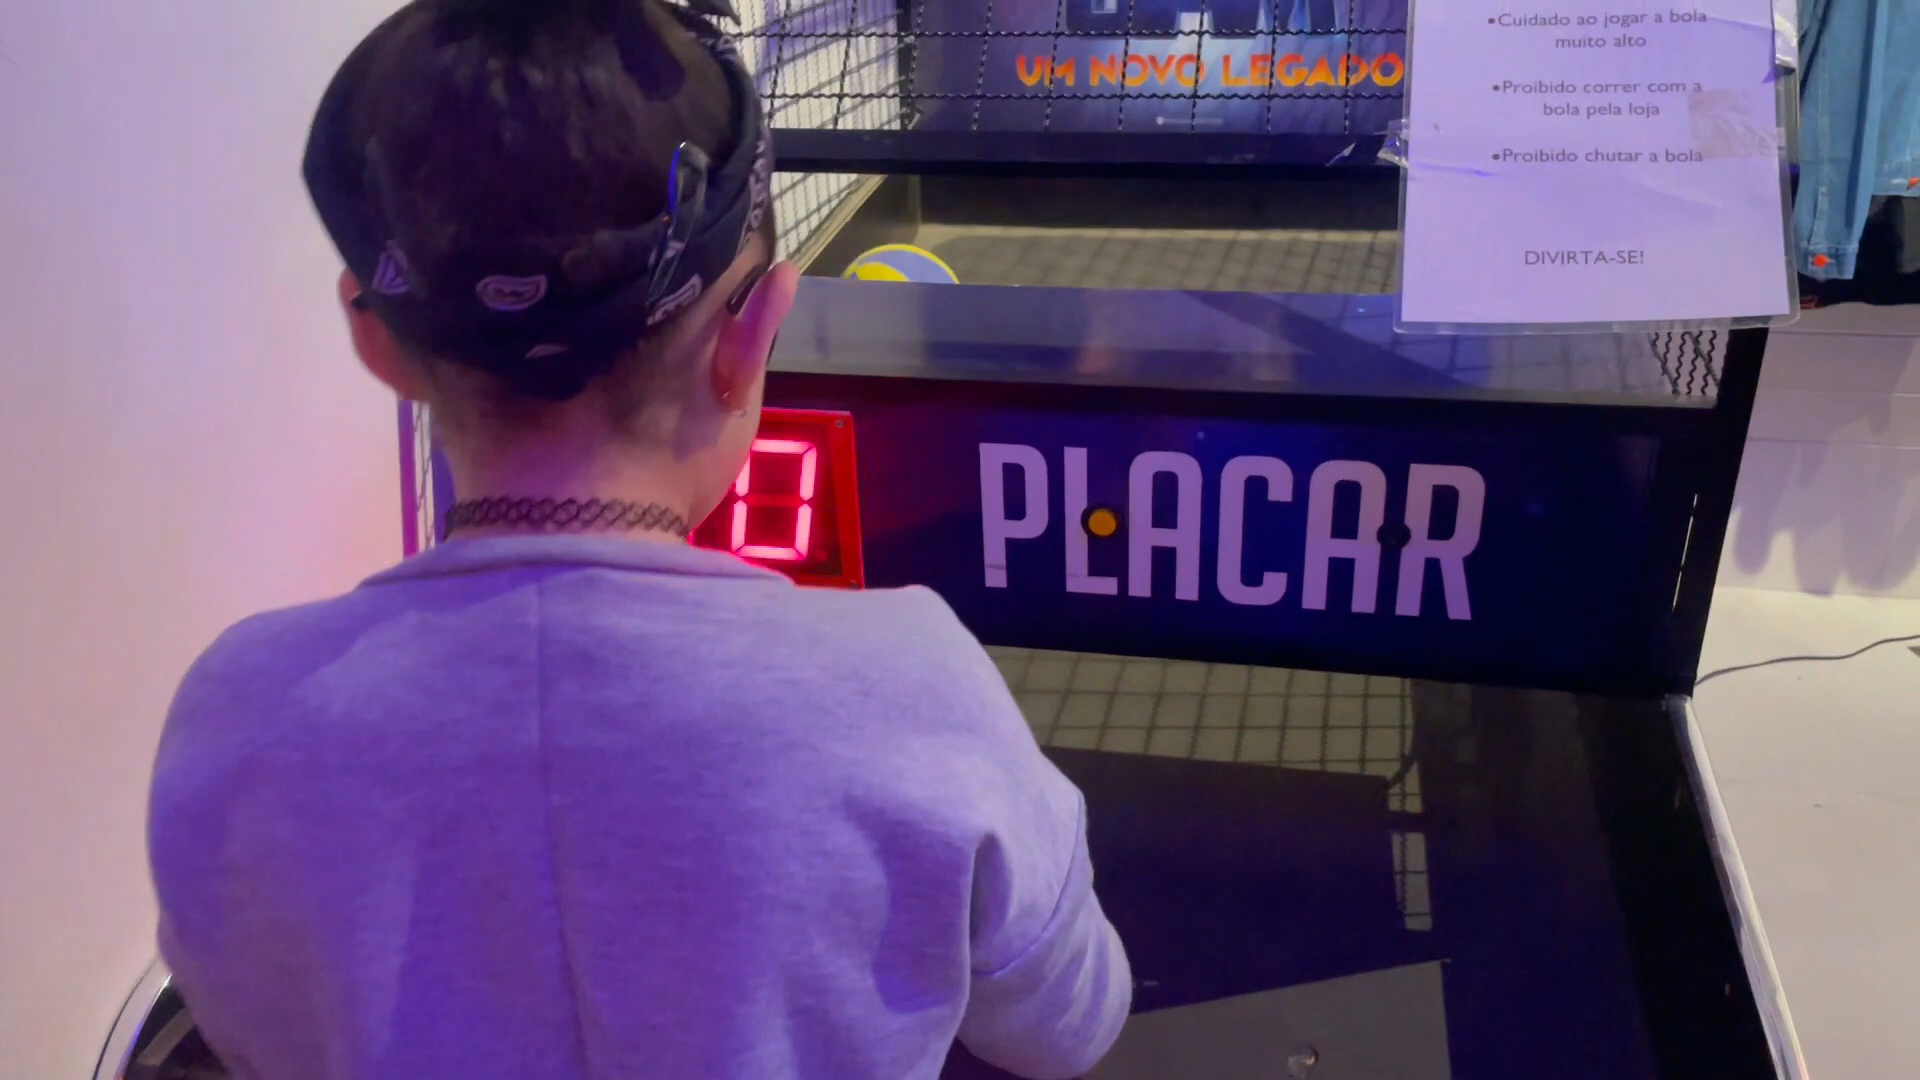 UM NOVO LEGADO
•Cuidado ao jogar a bola
muito alto
•Proibido correr com a
bola pela loja
•Proibido chutar a bola
DIVIRTA-SE!
0
PLACAR